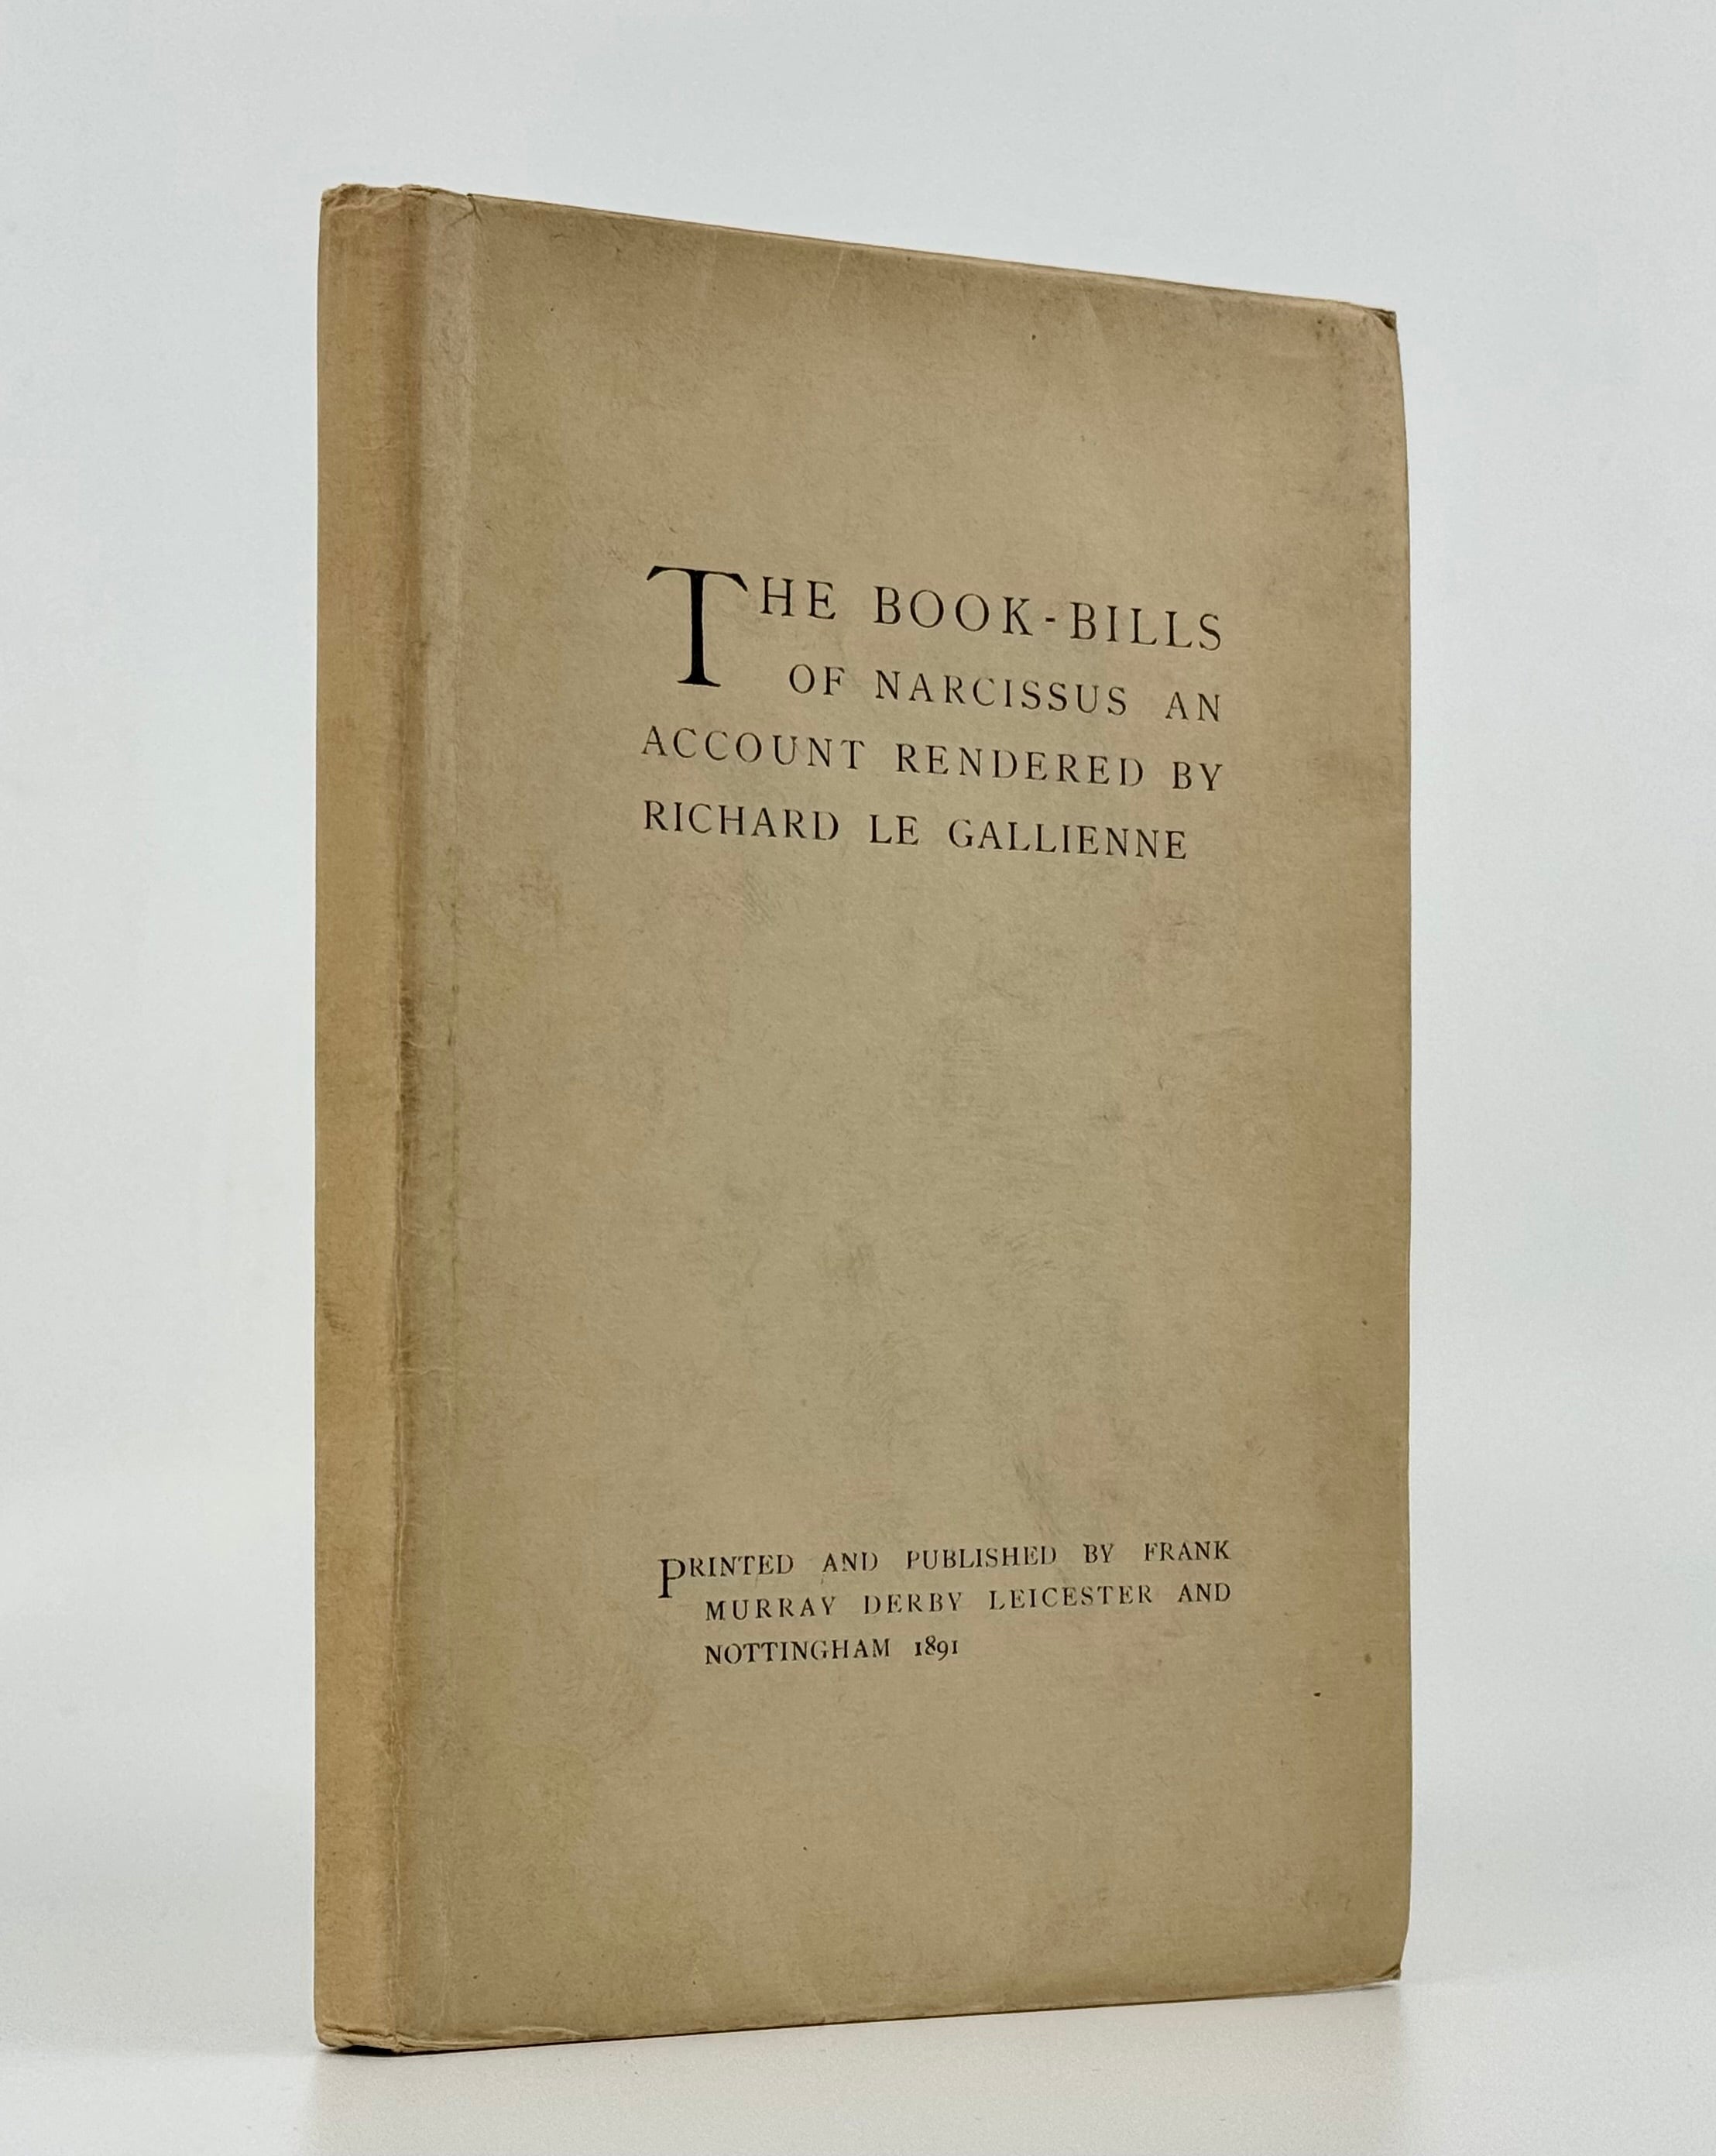 THE BOOK-BILLS
OF NARCISSUS AN
ACCOUNT RENDERED BY
RICHARD LE GALLIENNE
PRINTED AND PUBLISHED BY FRANK
MURRAY DERBY LEICESTER AND
NOTTINGHAM 1891